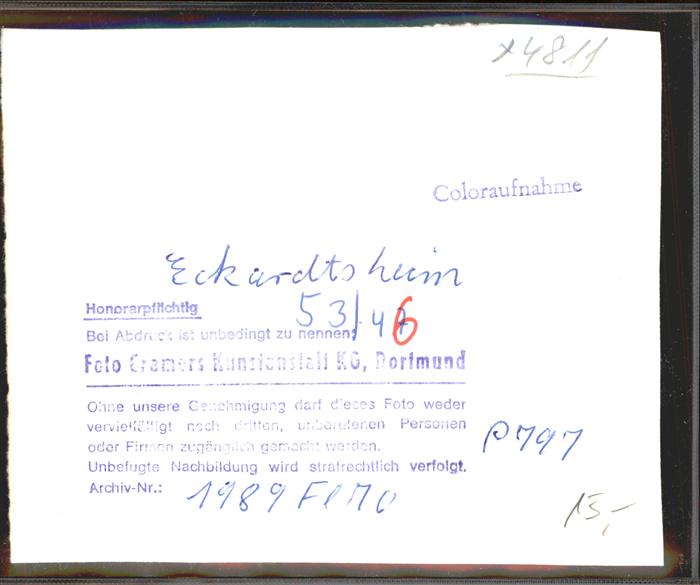 x4811
Coloraufnahme
Eckardtsheim
53/46
Honorarpflichtig
Bei Abdruck ist unbedingt zu nennen:
Foto Cramers Kunstanstalt KG, Dortmund
Ohne unsere Genehmigung darf dieses Foto weder
vervielfältigt noch dritten, unberufenen Personen
oder Firmen zugänglich gemacht werden.
Unbefugte Nachbildung wird strafrechtlich verfolgt.
P797
Archiv-Nr.: 1989
15,-